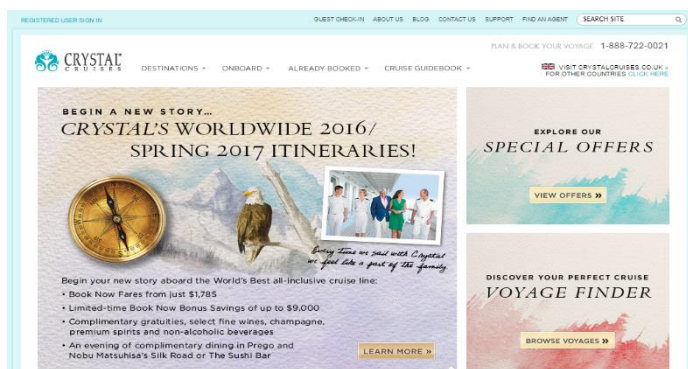 REGISTERED USER SIGN IN
GUEST CHECK-IN ABOUT US BLOG CONTACT US SUPPORT FIND AN AGENT SEARCH SITE
PLAN & BOOK YOUR VOYAGE 1-888-722-0021
CRYSTAL
CRUISES
DESTINATIONS ONBOARD ALREADY BOOKED CRUISE GUIDEBOOK
VISIT CRYSTALCRUISES.CO.UK
FOR OTHER COUNTRIES CLICK HERE
BEGIN A NEW STORY...
CRYSTAL'S WORLDWIDE 2016/
SPRING 2017 ITINERARIES!
Every time we sail with Crystal
we feel like a part of the family.
Begin your new story aboard the World's Best all-inclusive cruise line:
• Book Now Fares from just $1,785
• Limited-time Book Now Bonus Savings of up to $9,000
• Complimentary gratuities, select fine wines, champagne,
premium spirits and non-alcoholic beverages
• An evening of complimentary dining in Prego and
Nobu Matsuhisa's Silk Road or The Sushi Bar
LEARN MORE »
EXPLORE OUR
SPECIAL OFFERS
VIEW OFFERS »
DISCOVER YOUR PERFECT CRUISE
VOYAGE FINDER
BROWSE VOYAGES »